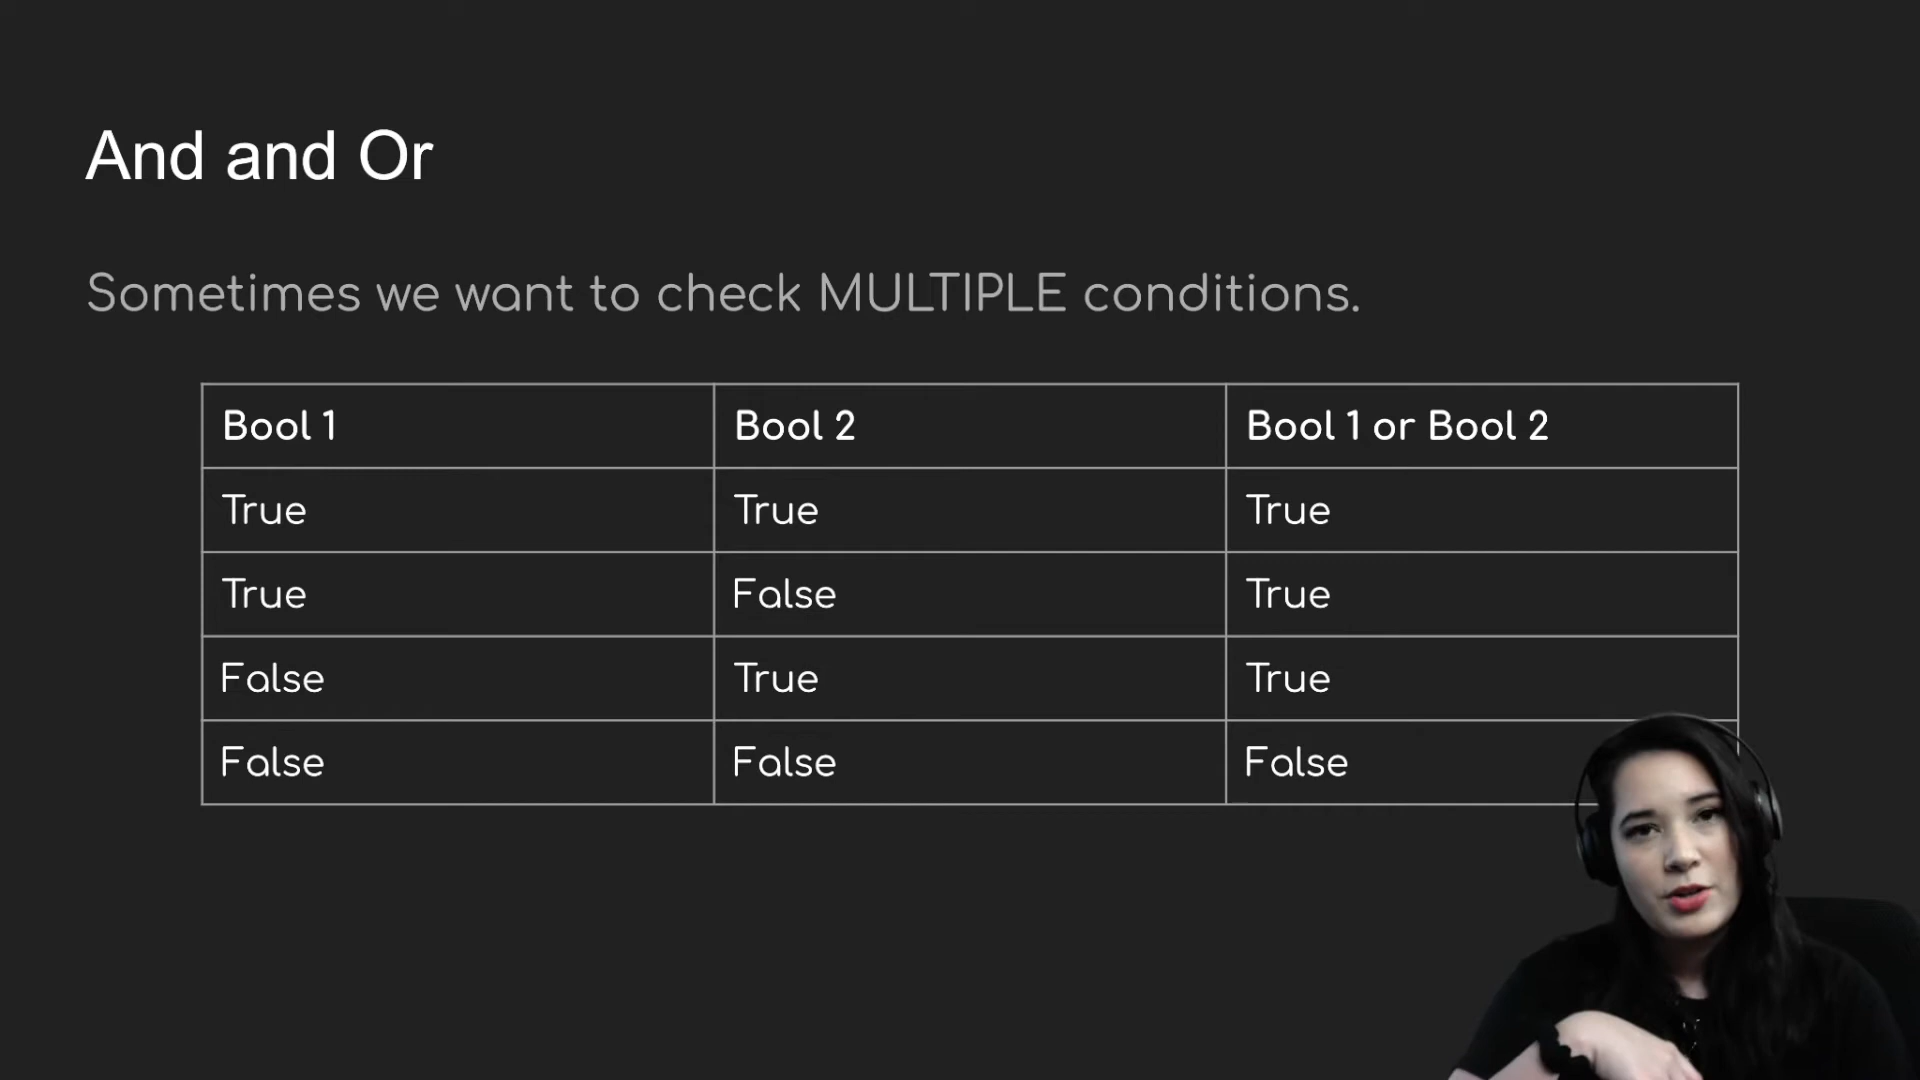 And and Or
Sometimes we want to check MULTIPLE conditions.
Bool 1 Bool 2 Bool 1 or Bool 2
True True True
True False True
False True True
False False False